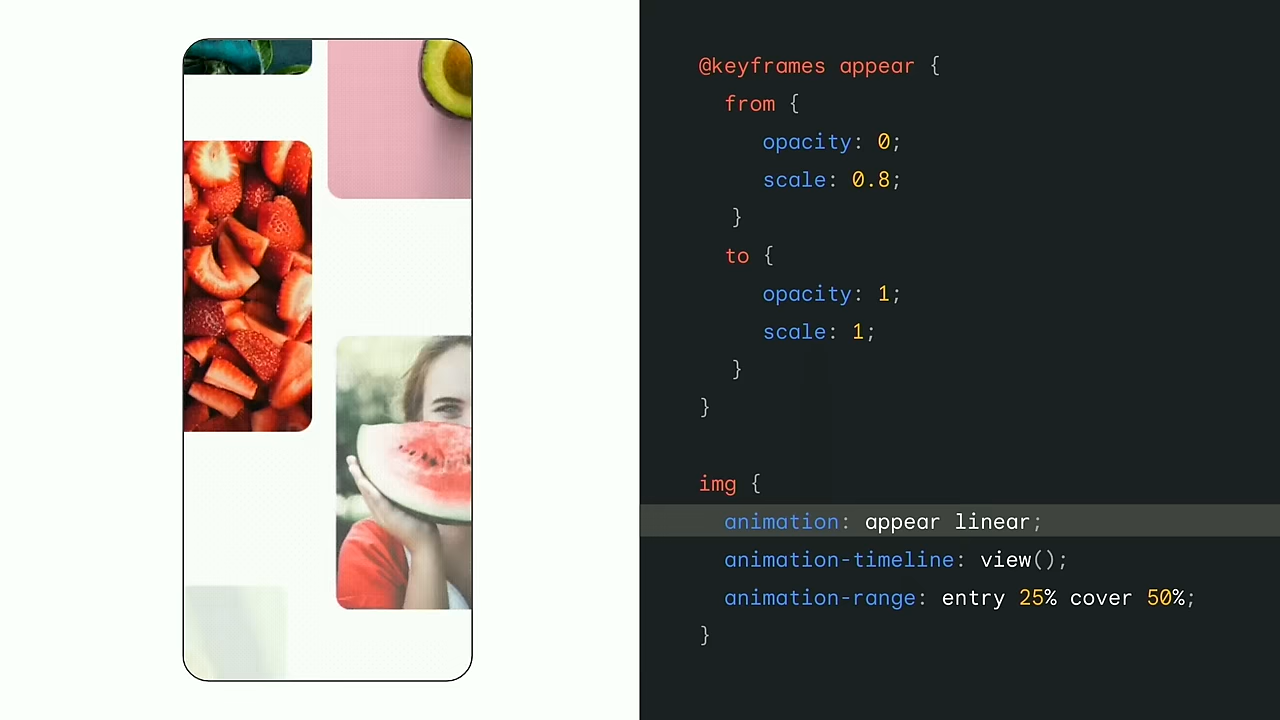 @keyframes appear {
from {
opacity: 0;
scale: 0.8;
}
to {
opacity: 1;
scale: 1;
}
}
img {
animation: appear linear;
animation-timeline: view();
animation-range: entry 25% cover 50%;
}